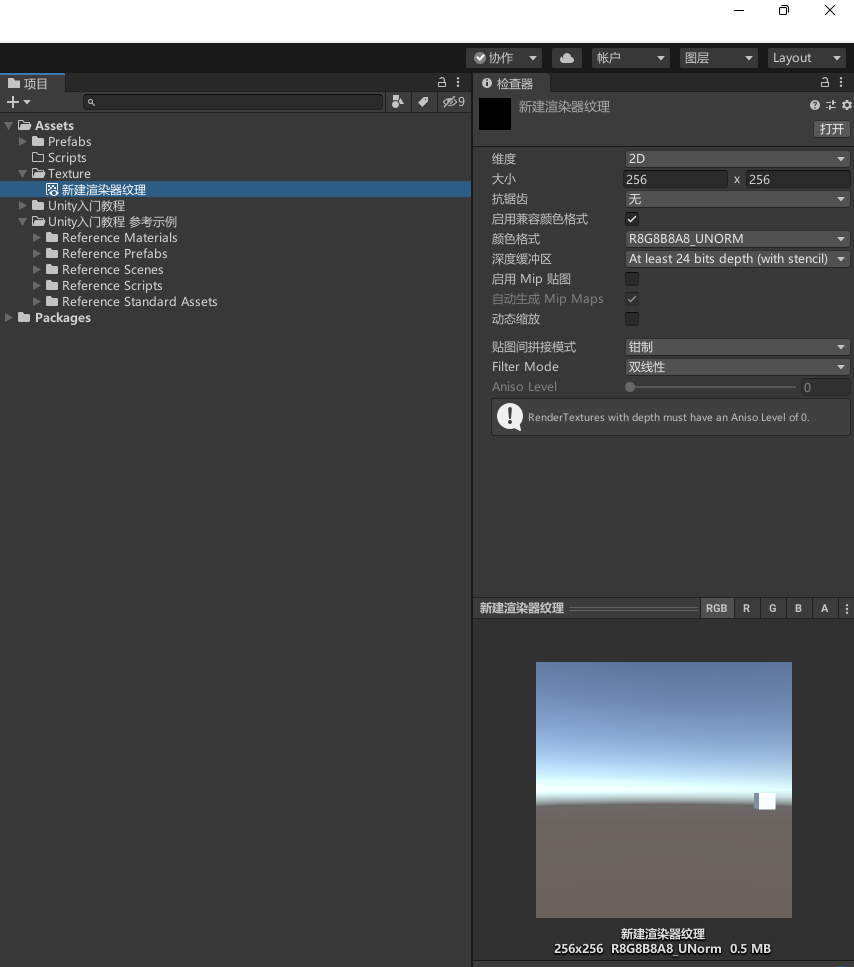 协作
帐户
图层
Layout
项目
9
Assets
Prefabs
Scripts
Texture
新建渲染器纹理
Unity入门教程
Unity入门教程 参考示例
Reference Materials
Reference Prefabs
Reference Scenes
Reference Scripts
Reference Standard Assets
Packages
检查器
新建渲染器纹理
打开
维度 2D
大小 256 x 256
抗锯齿 无
启用兼容颜色格式
颜色格式 R8G8B8A8_UNORM
深度缓冲区 At least 24 bits depth (with stencil)
启用 Mip 贴图
自动生成 Mip Maps
动态缩放
贴图间拼接模式 钳制
Filter Mode 双线性
Aniso Level 0
RenderTextures with depth must have an Aniso Level of 0.
新建渲染器纹理 RGB R G B A
新建渲染器纹理
256x256 R8G8B8A8_UNorm 0.5 MB